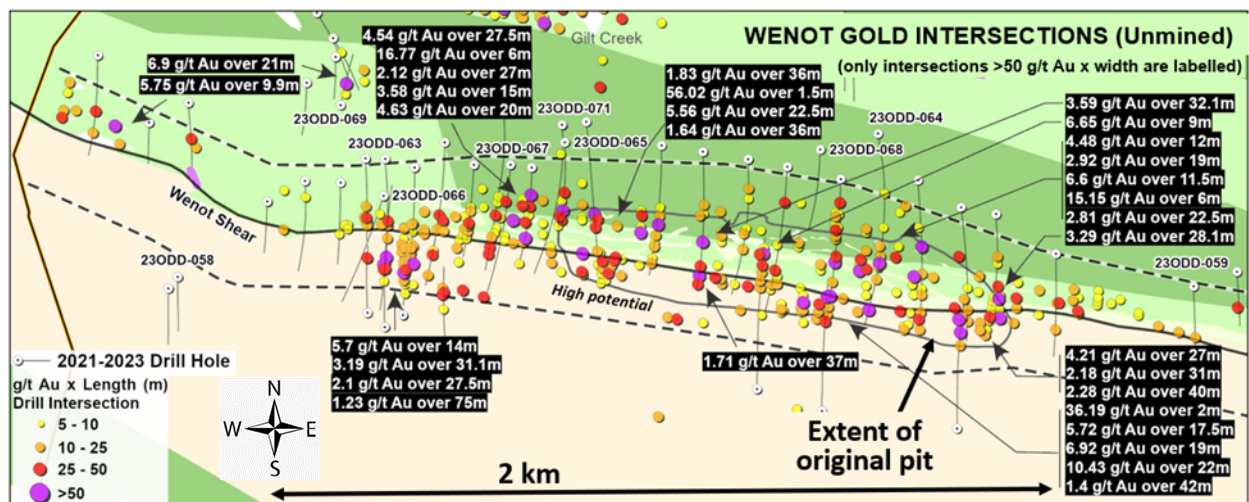 WENOT GOLD INTERSECTIONS (Unmined)
(only intersections >50 g/t Au x width are labelled)
Gilt Creek
6.9 g/t Au over 21m
5.75 g/t Au over 9.9m
4.54 g/t Au over 27.5m
16.77 g/t Au over 6m
2.12 g/t Au over 27m
3.58 g/t Au over 15m
4.63 g/t Au over 20m
1.83 g/t Au over 36m
56.02 g/t Au over 1.5m
5.56 g/t Au over 22.5m
1.64 g/t Au over 36m
3.59 g/t Au over 32.1m
6.65 g/t Au over 9m
4.48 g/t Au over 12m
2.92 g/t Au over 19m
6.6 g/t Au over 11.5m
15.15 g/t Au over 6m
2.81 g/t Au over 22.5m
3.29 g/t Au over 28.1m
23ODD-069
23ODD-071
23ODD-064
23ODD-063
23ODD-067
23ODD-065
23ODD-068
23ODD-066
Wenot Shear
23ODD-058
23ODD-059
High potential
5.7 g/t Au over 14m
3.19 g/t Au over 31.1m
2.1 g/t Au over 27.5m
1.23 g/t Au over 75m
1.71 g/t Au over 37m
4.21 g/t Au over 27m
2.18 g/t Au over 31m
2.28 g/t Au over 40m
36.19 g/t Au over 2m
5.72 g/t Au over 17.5m
6.92 g/t Au over 19m
10.43 g/t Au over 22m
1.4 g/t Au over 42m
Extent of
original pit
2021-2023 Drill Hole
g/t Au x Length (m)
Drill Intersection
5 - 10
10 - 25
25 - 50
>50
N
W
E
S
2 km